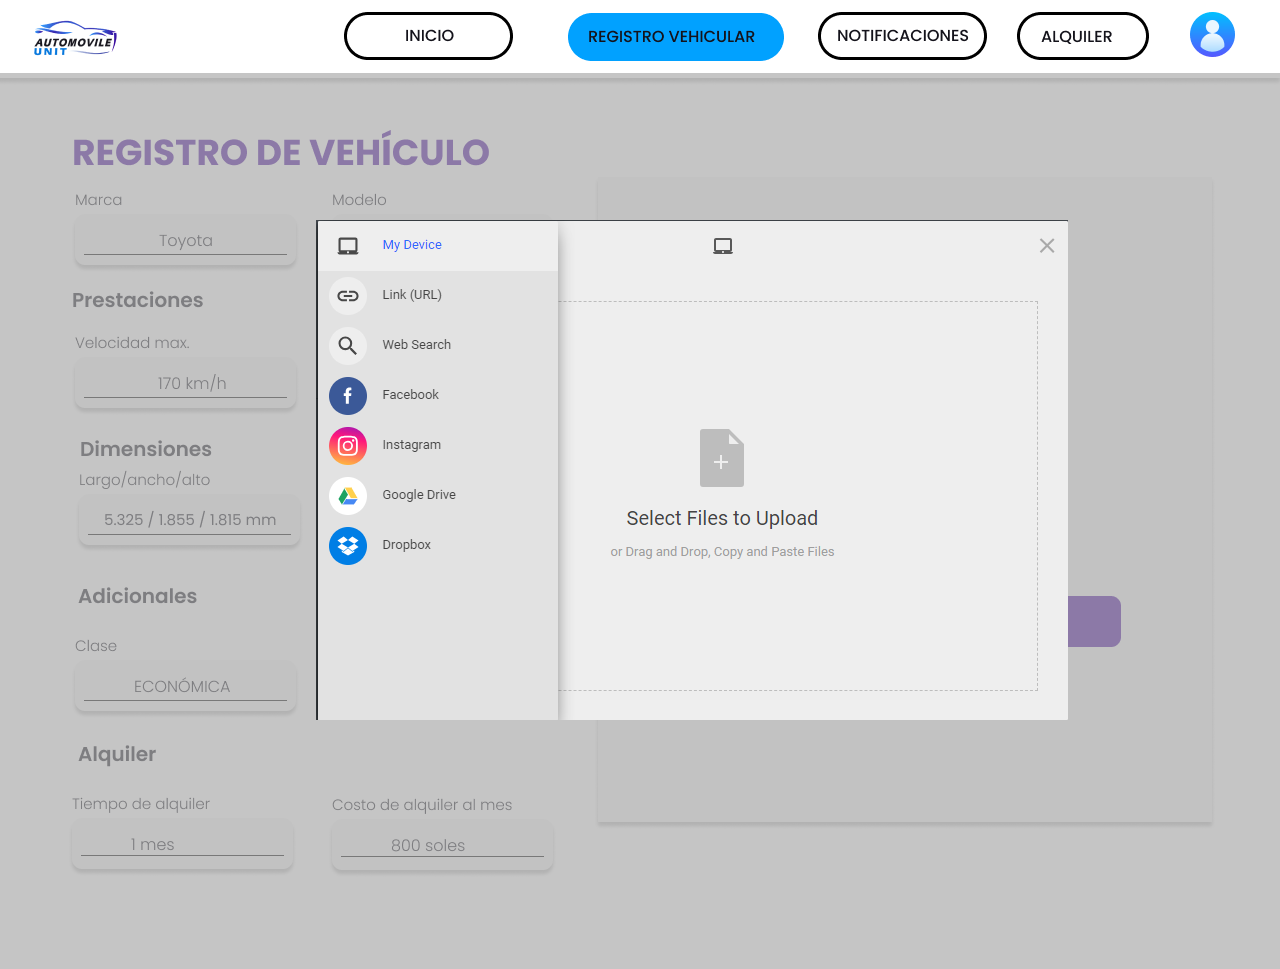 AUTOMOVILE
UNIT
INICIO
REGISTRO VEHICULAR
NOTIFICACIONES
ALQUILER
REGISTRO DE VEHÍCULO
Marca
Modelo
Toyota
Prestaciones
Velocidad max.
170 km/h
Dimensiones
Largo/ancho/alto
5.325 / 1.855 / 1.815 mm
Adicionales
Clase
ECONÓMICA
Alquiler
Tiempo de alquiler
Costo de alquiler al mes
1 mes
800 soles
My Device
Link (URL)
Web Search
Facebook
Instagram
Google Drive
Dropbox
Select Files to Upload
or Drag and Drop, Copy and Paste Files